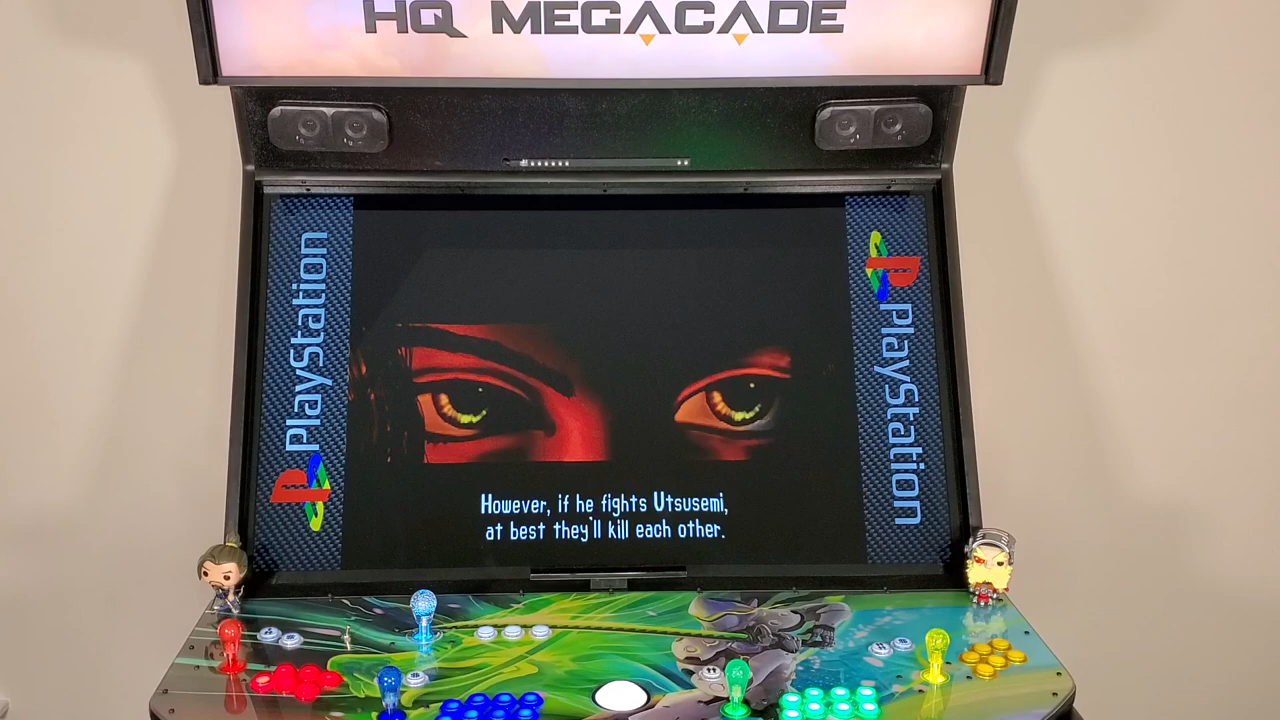 HQ MEGACADE
PlayStation
PlayStation
However, if he fights Utsusemi,
at best they'll kill each other.